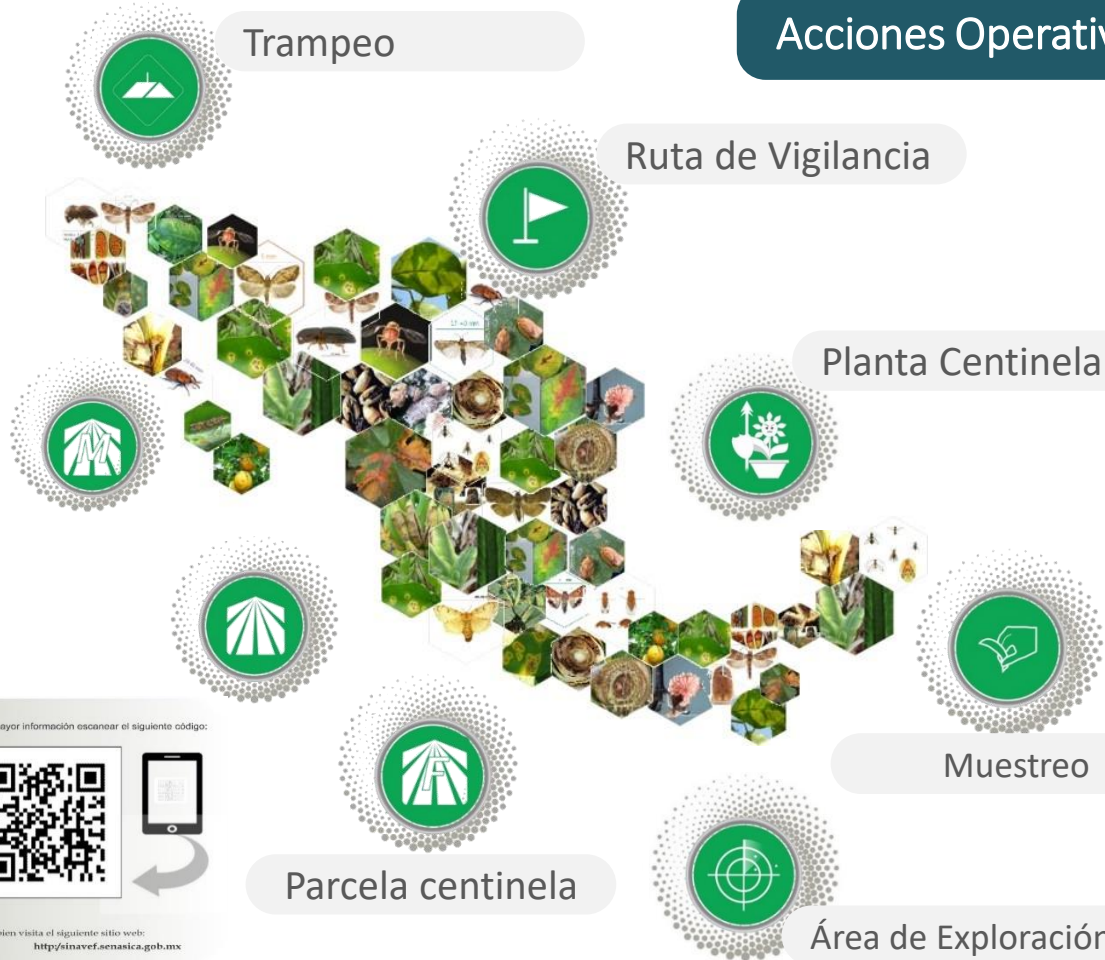 Trampeo
Acciones Operativ
Ruta de Vigilancia
Planta Centinela
M
F
Muestreo
Parcela centinela
Área de Exploración
ayor información escanear el siguiente código:
bien visita el siguiente sitio web:
http:/sinavef.senasica.gob.mx